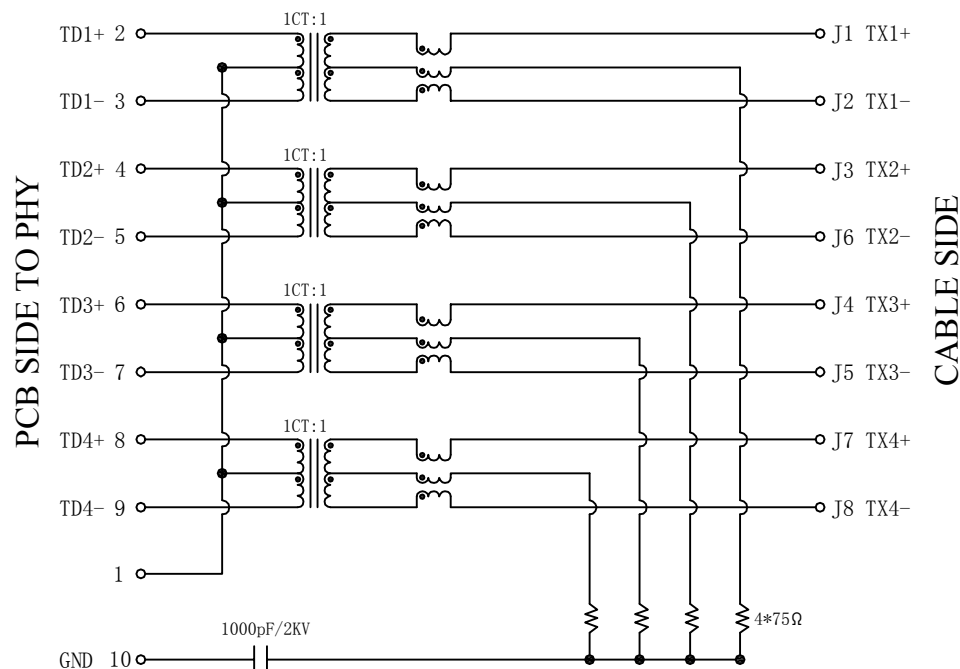 1CT:1
TD1+ 2
J1 TX1+
TD1- 3
J2 TX1-
1CT:1
TD2+ 4
J3 TX2+
TD2- 5
J6 TX2-
1CT:1
TD3+ 6
J4 TX3+
TD3- 7
J5 TX3-
1CT:1
TD4+ 8
J7 TX4+
TD4- 9
J8 TX4-
1
4*75Ω
1000pF/2KV
GND 10
PCB SIDE TO PHY
CABLE SIDE